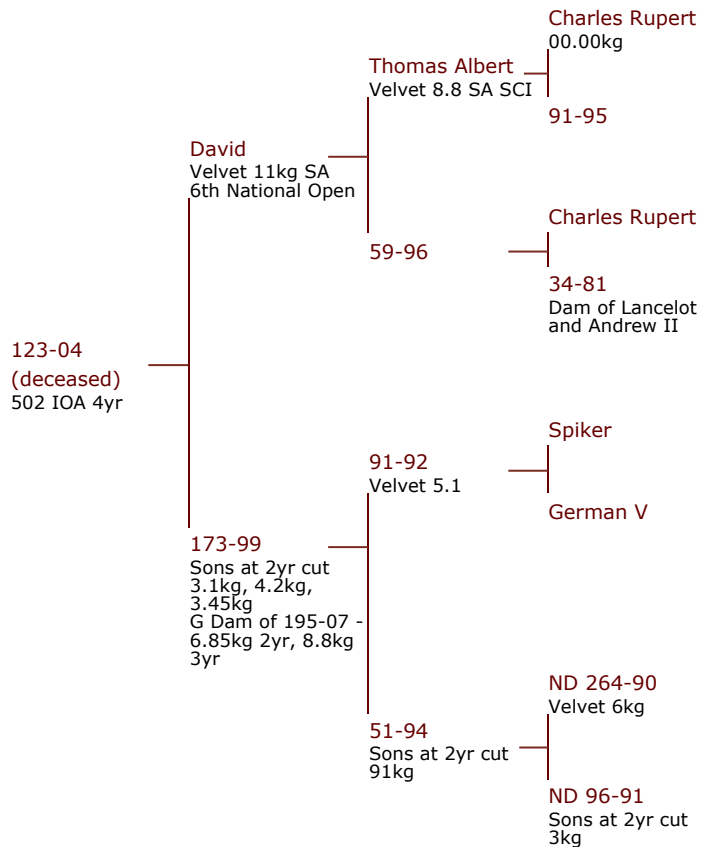 Charles Rupert
00.00kg
Thomas Albert
Velvet 8.8 SA SCI
91-95
David
Velvet 11kg SA
6th National Open
Charles Rupert
59-96
34-81
Dam of Lancelot
and Andrew II
123-04
(deceased)
502 IOA 4yr
Spiker
91-92
Velvet 5.1
German V
173-99
Sons at 2yr cut
3.1kg, 4.2kg,
3.45kg
G Dam of 195-07 -
6.85kg 2yr, 8.8kg
3yr
ND 264-90
Velvet 6kg
51-94
Sons at 2yr cut
91kg
ND 96-91
Sons at 2yr cut
3kg